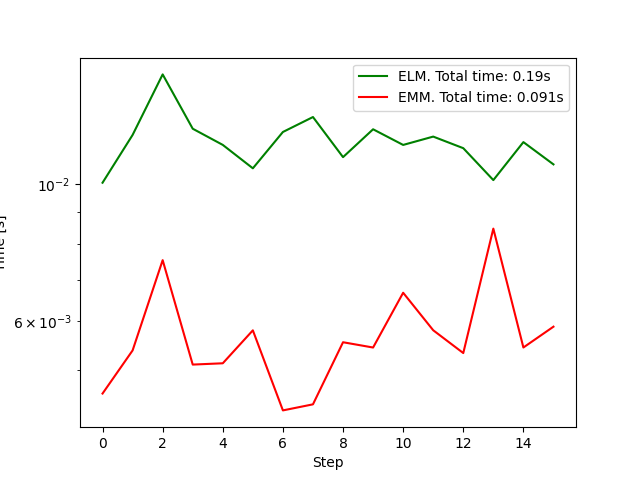 ELM. Total time: 0.19s
EMM. Total time: 0.091s
10⁻²
6 × 10⁻³
0 2 4 6 8 10 12 14
Step
Time [s]